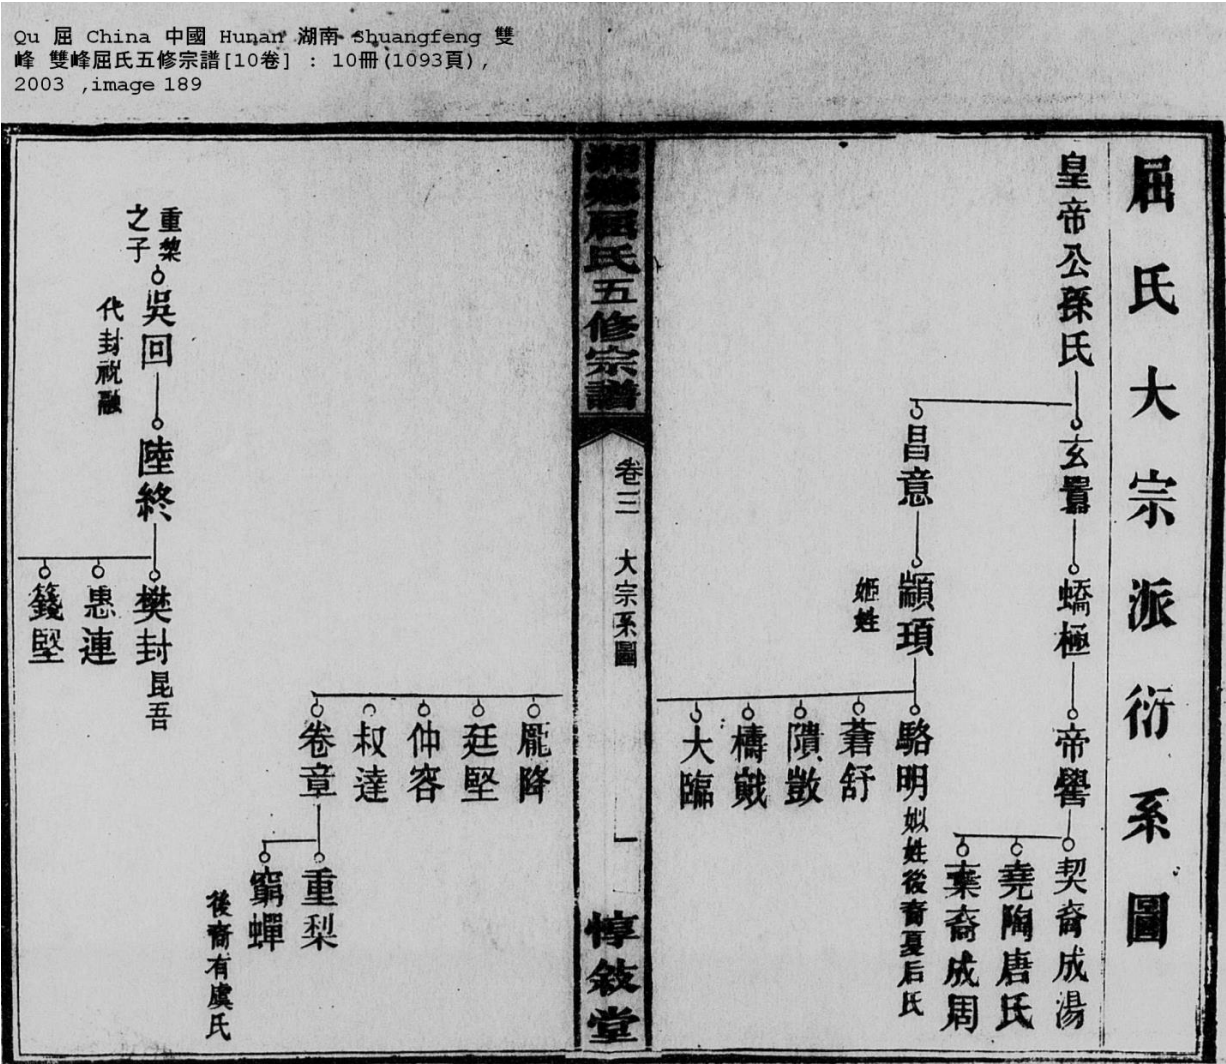 Qu 屈 China 中國 Hunan 湖南 Shuangfeng 雙
峰 雙峰屈氏五修宗譜[10卷] : 10冊(1093頁),
2003 ,image 189
屈氏大宗派衍系圖
皇帝公孫氏
玄囂
蟜極
帝嚳
契裔成湯
堯陶唐氏
棄裔成周
昌意
顓頊
姬姓
駱明
姒姓後裔夏后氏
蒼舒
隤敳
檮戭
大臨
湘鄉屈氏五修宗譜
卷三
大宗系圖
一
惇敍堂
厖降
廷堅
仲容
叔達
卷章
重梨
窮蟬
後裔有虞氏
重黎
之子
吳回
代封祝融
陸終
樊封
昆吾
惠連
籛堅